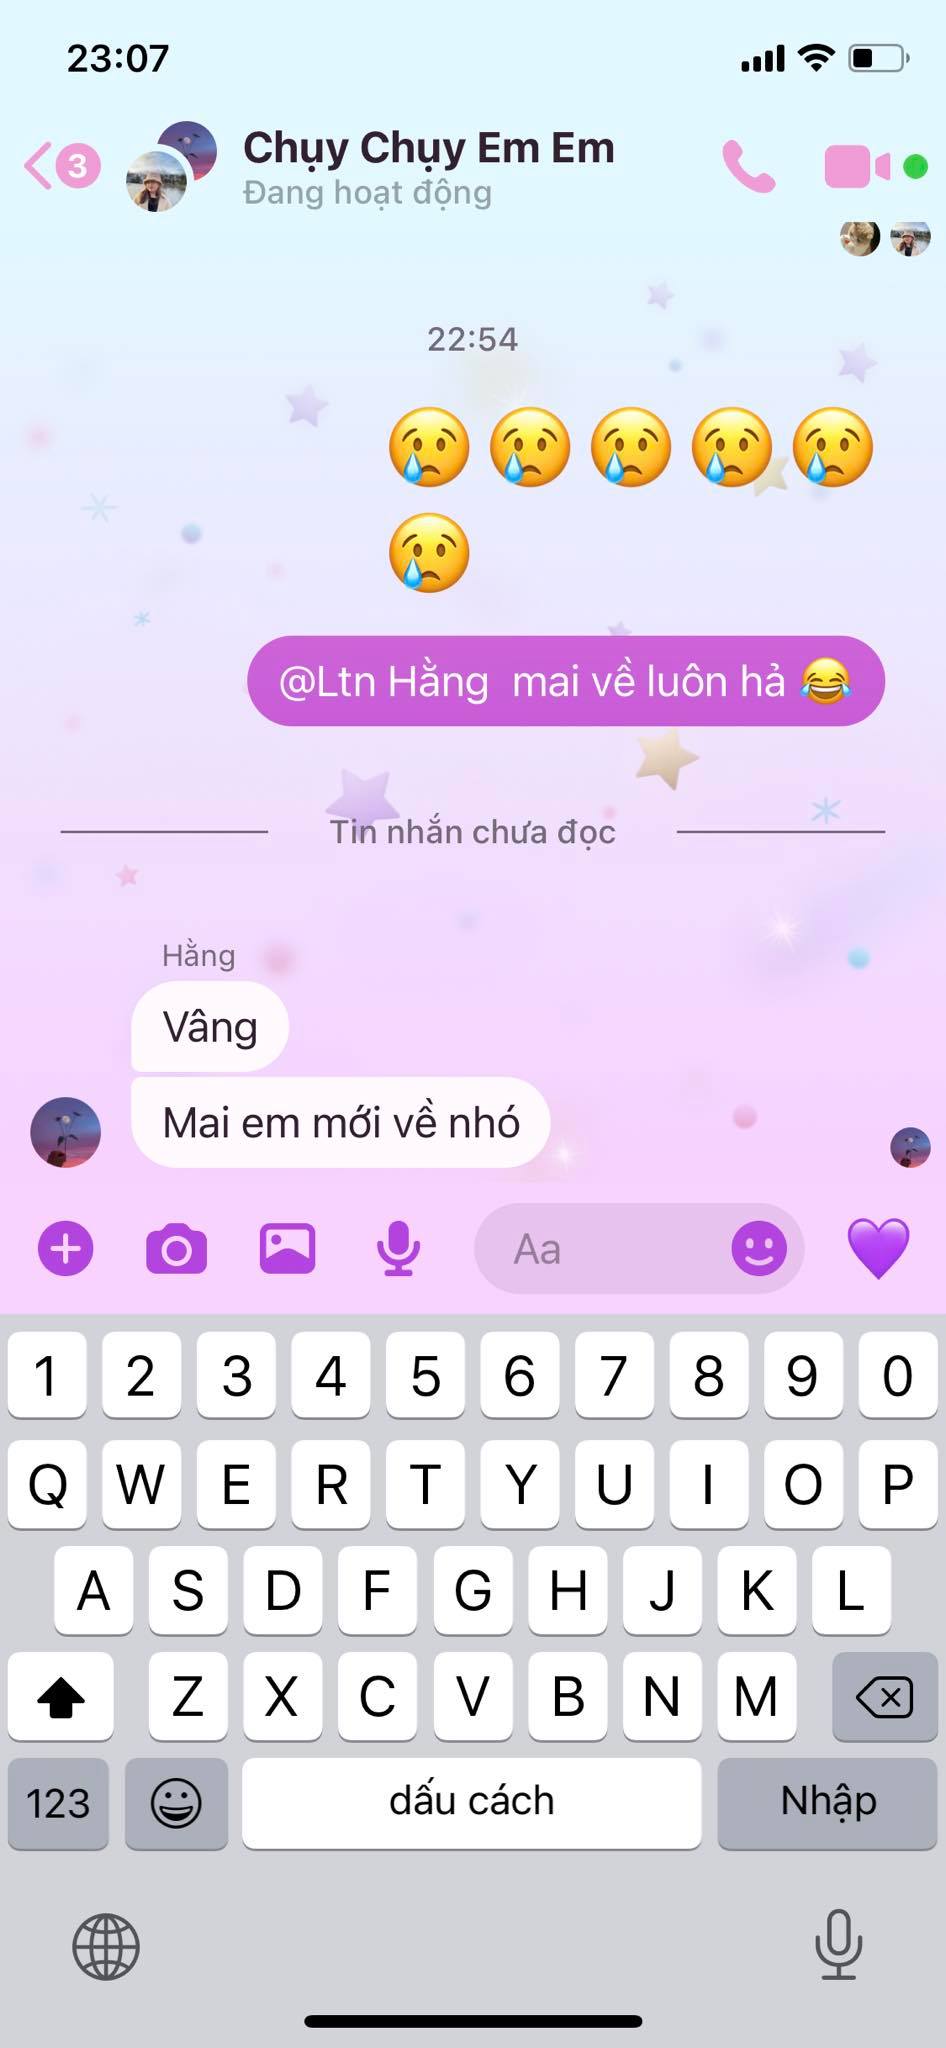 23:07
3
Chụy Chụy Em Em
Đang hoạt động
22:54
😢😢😢😢😢
😢
@Ltn Hằng mai về luôn hả 😂
Tin nhắn chưa đọc
Hằng
Vâng
Mai em mới về nhó
Aa
1 2 3 4 5 6 7 8 9 0
Q W E R T Y U I O P
A S D F G H J K L
Z X C V B N M
123 dấu cách Nhập